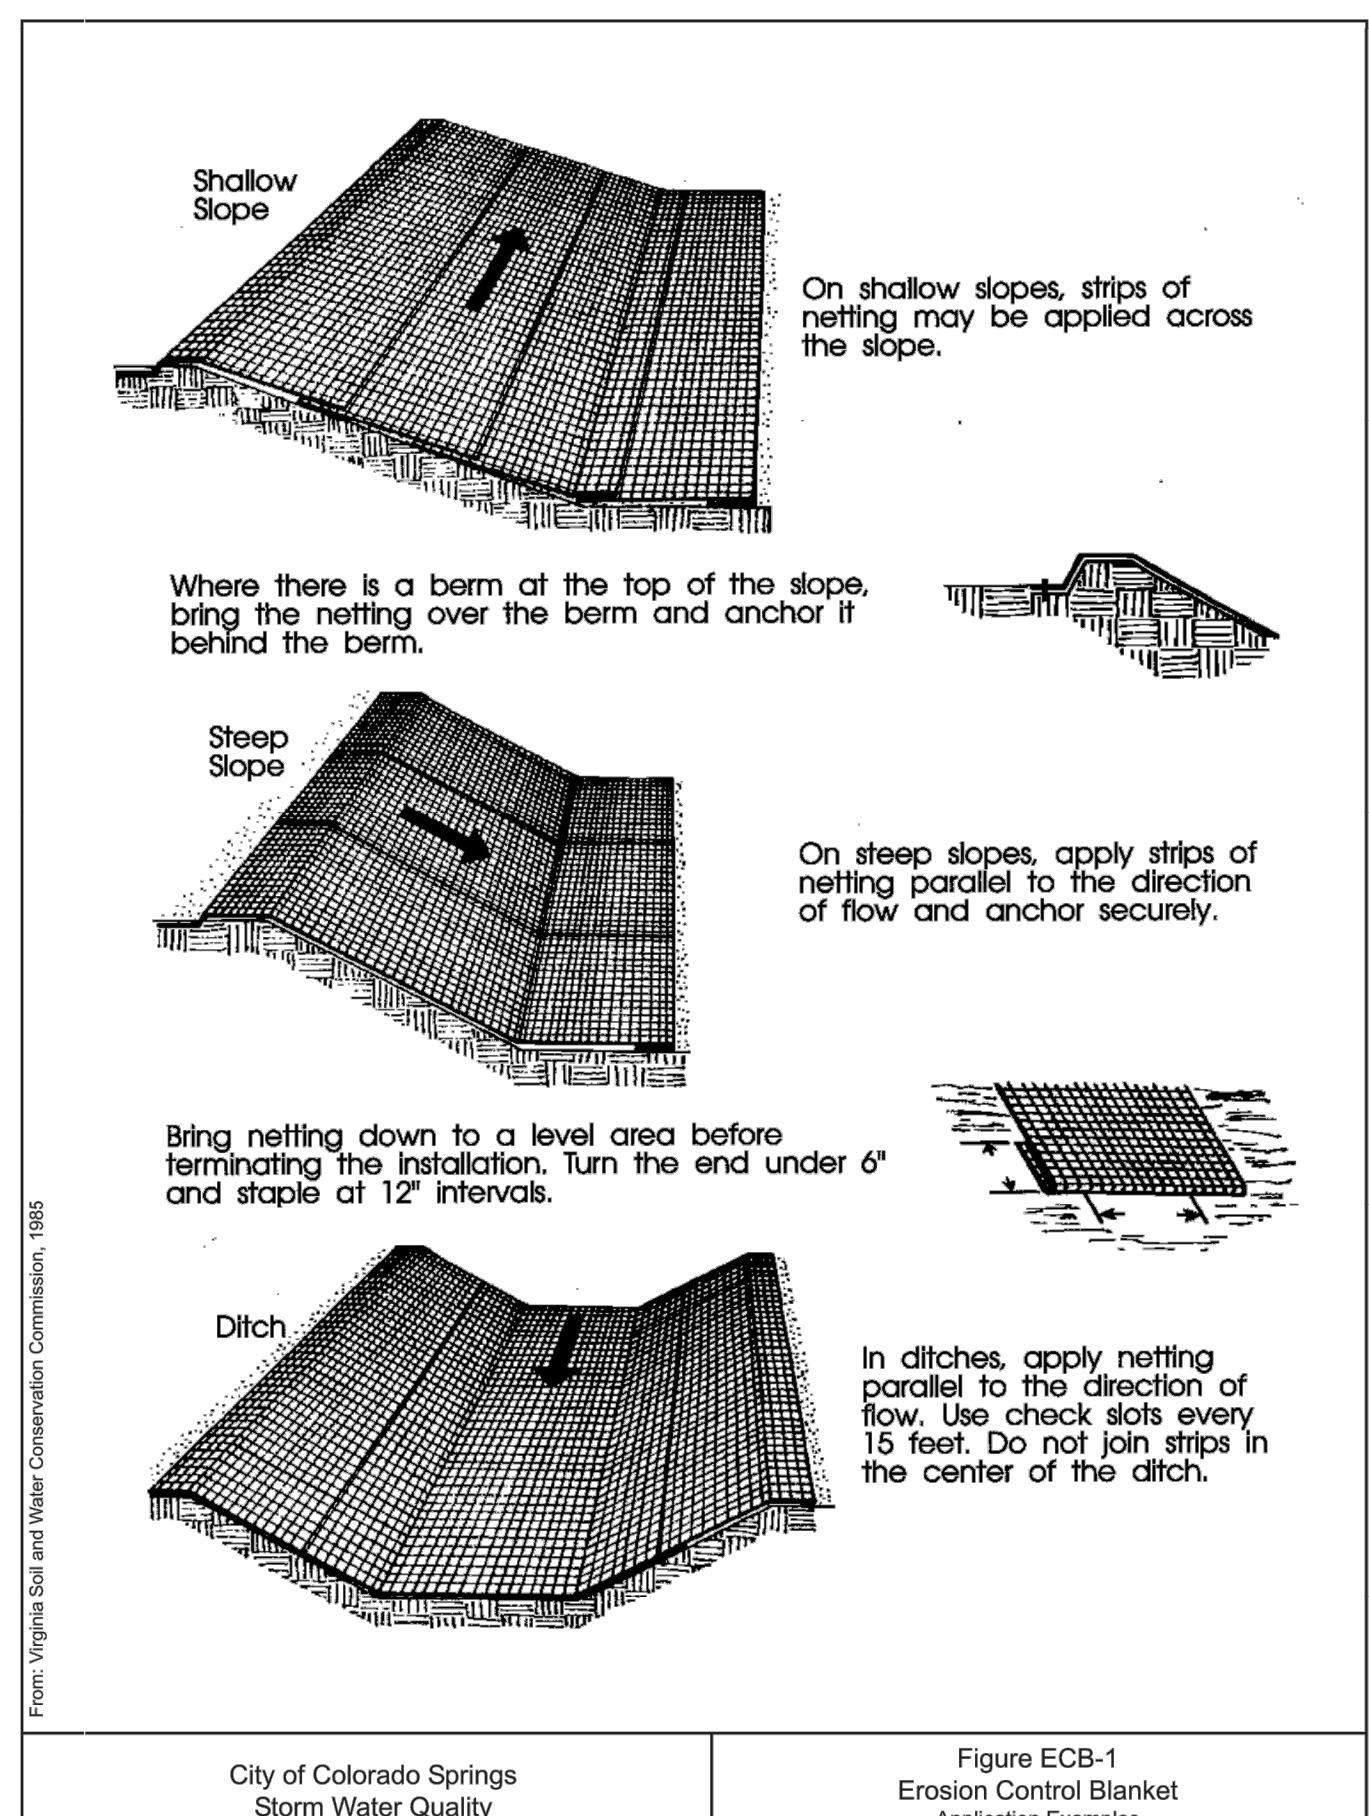 Shallow
Slope
On shallow slopes, strips of
netting may be applied across
the slope.
Where there is a berm at the top of the slope,
bring the netting over the berm and anchor it
behind the berm.
Steep
Slope
On steep slopes, apply strips of
netting parallel to the direction
of flow and anchor securely.
Bring netting down to a level area before
terminating the installation. Turn the end under 6"
and staple at 12" intervals.
Ditch
In ditches, apply netting
parallel to the direction of
flow. Use check slots every
15 feet. Do not join strips in
the center of the ditch.
From: Virginia Soil and Water Conservation Commission, 1985
City of Colorado Springs
Storm Water Quality
Figure ECB-1
Erosion Control Blanket
Application Examples